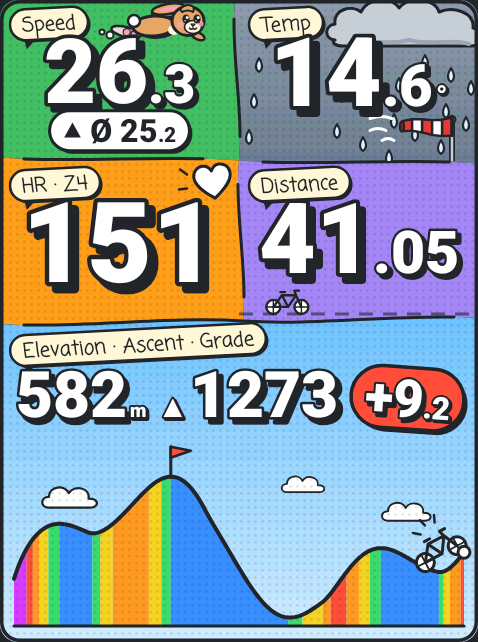 Speed
26.3
▲ Ø 25.2
Temp
14.6°
HR · Z4
151
Distance
41.05
Elevation · Ascent · Grade
582m ▲ 1273 +9.2